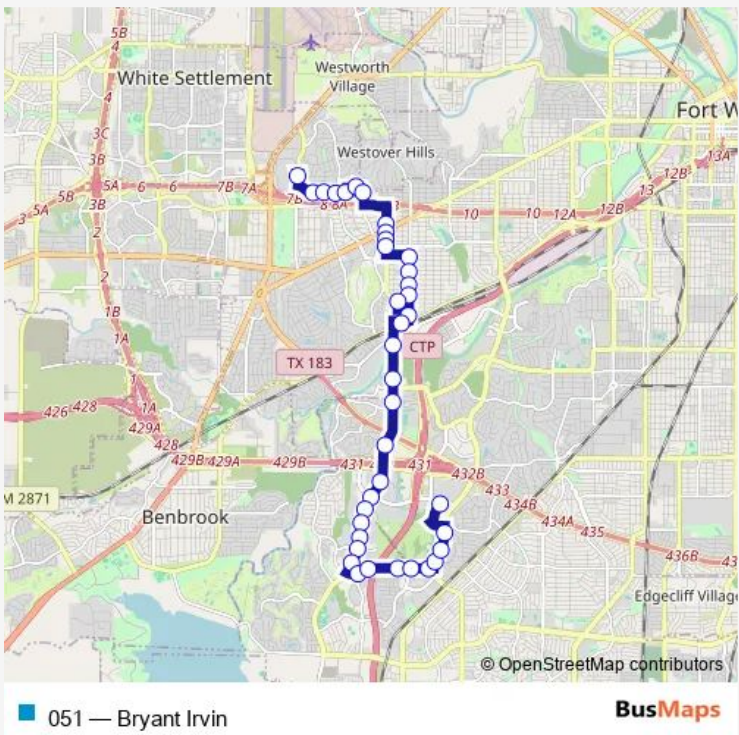 5B
5
4
White Settlement
Westworth
Village
4
3C
Westover Hills
Fort W
13A
3B
5A
6
6
7B
7A
5B
5A
3
3B
7B
8
8A
10
10
12A
12B
13
12B
2
2
1B
1A
TX 183
CTP
1
1A
426
428
429A
428
429B
429A
429B
431
431
432B
433
434B
434A
435
436B
43
M 2871
Benbrook
Edgecliff Village
© OpenStreetMap contributors
051 — Bryant Irvin
BusMaps